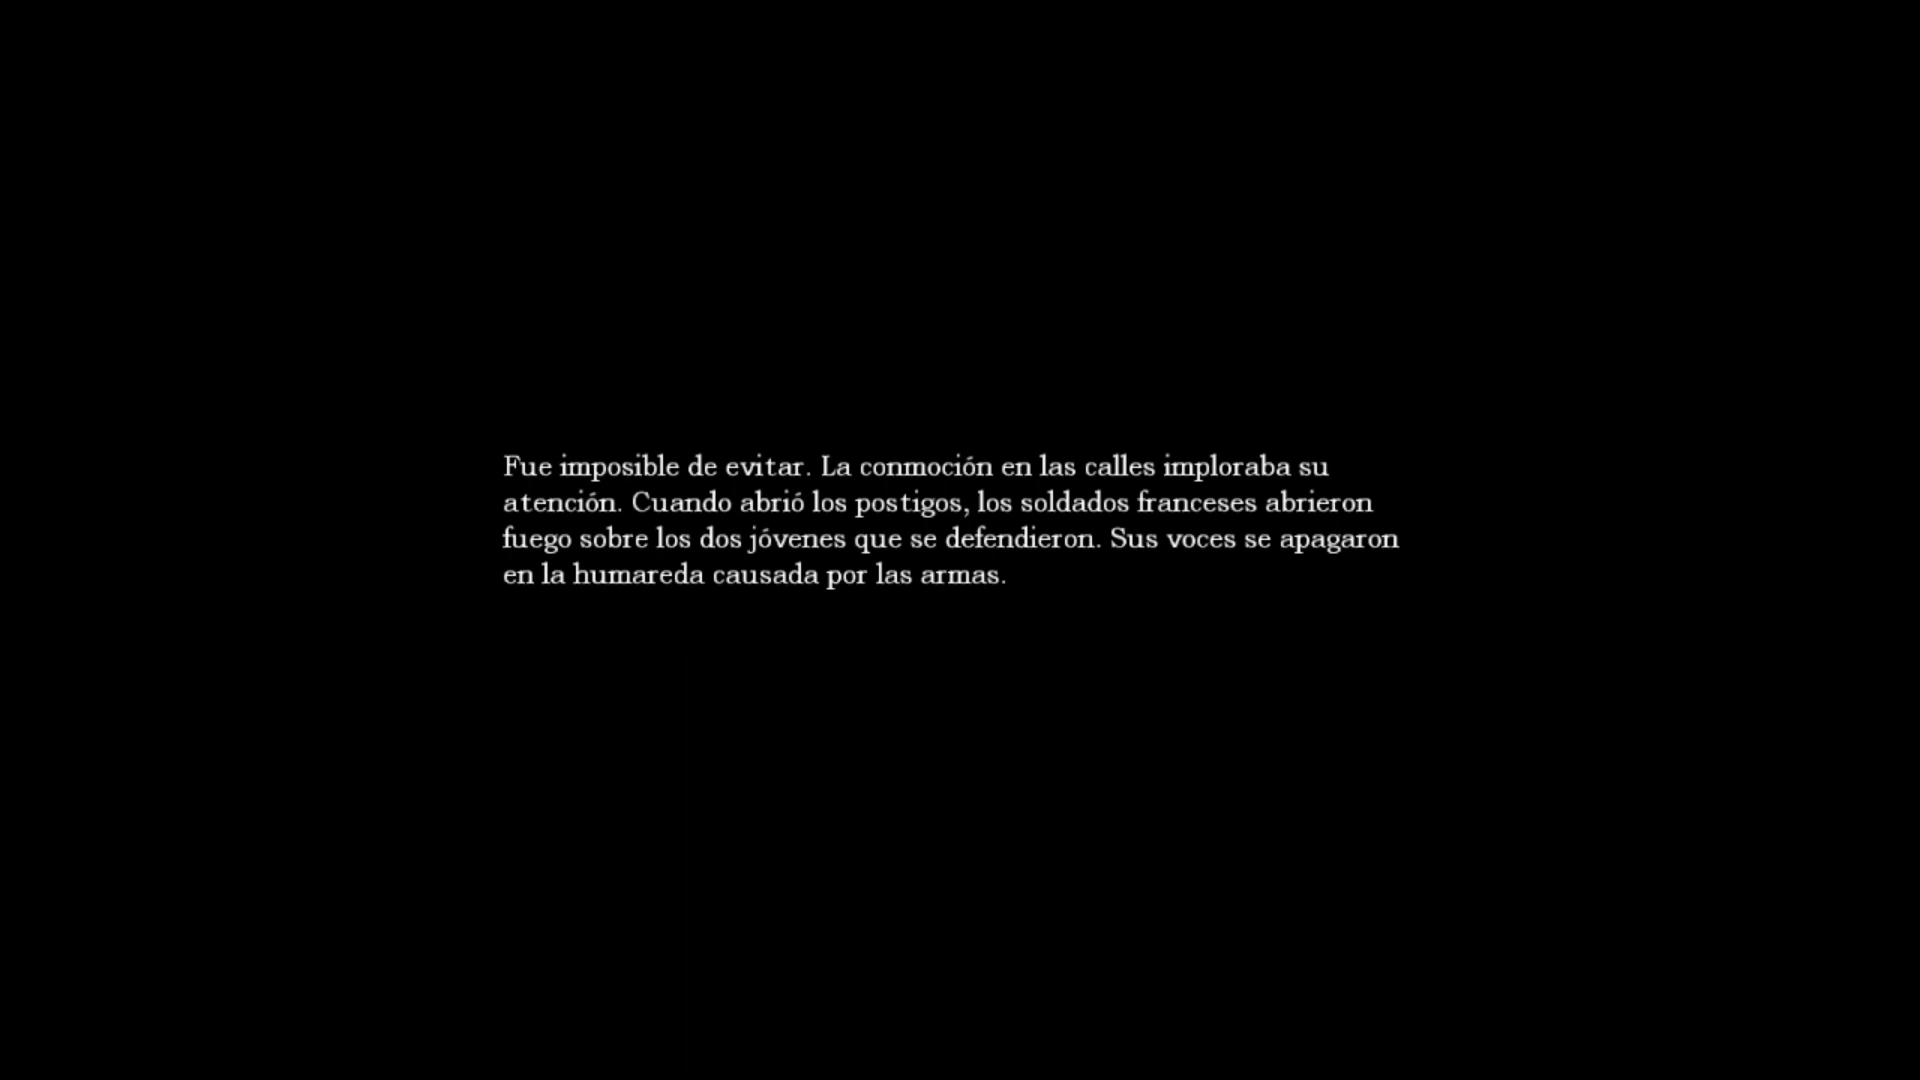 Fue imposible de evitar. La conmoción en las calles imploraba su
atención. Cuando abrió los postigos, los soldados franceses abrieron
fuego sobre los dos jóvenes que se defendieron. Sus voces se apagaron
en la humareda causada por las armas.